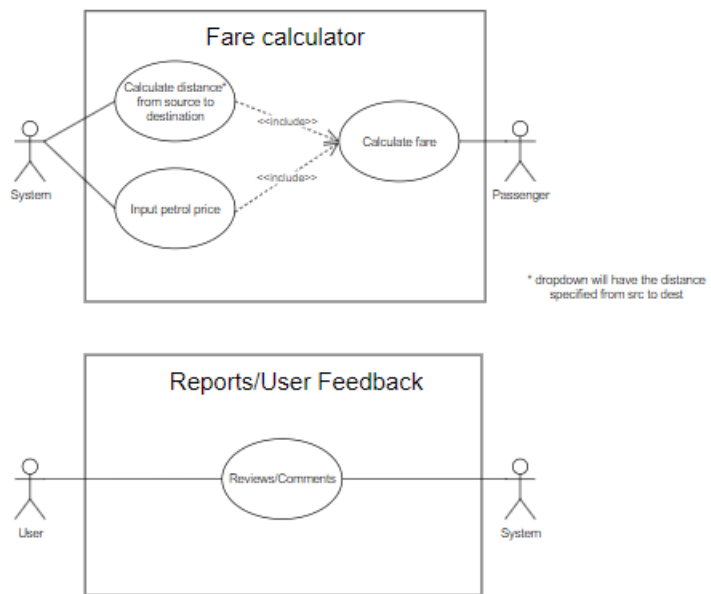 Fare calculator
Calculate distance*
from source to
destination
<<include>>
Calculate fare
System
Passenger
<<include>>
Input petrol price
* dropdown will have the distance
specified from src to dest
Reports/User Feedback
Reviews/Comments
User
System